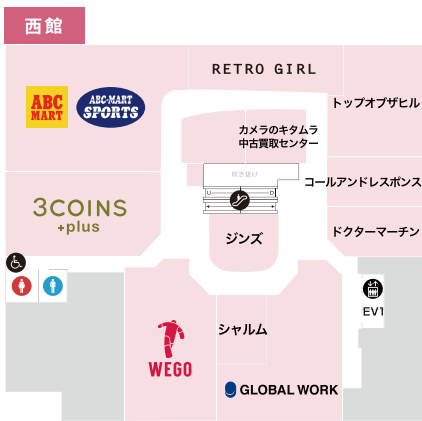 西館
RETRO GIRL
ABC
MART
ABC-MART
SPORTS
トップオブザヒル
カメラのキタムラ
中古買取センター
吹き抜け
U
D
コールアンドレスポンス
3COINS
+plus
ジンズ
ドクターマーチン
EV1
シャルム
WEGO
GLOBAL WORK